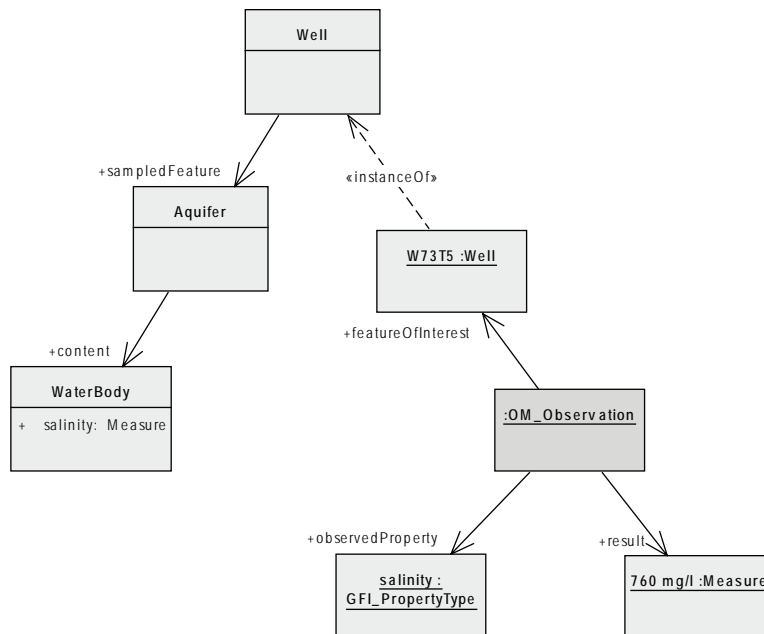 Well
+sampledFeature
«instanceOf»
Aquifer
W73T5 :Well
+featureOfInterest
+content
WaterBody
+ salinity: Measure
:OM_Observation
+observedProperty
+result
salinity :
GFI_PropertyType
760 mg/l :Measure